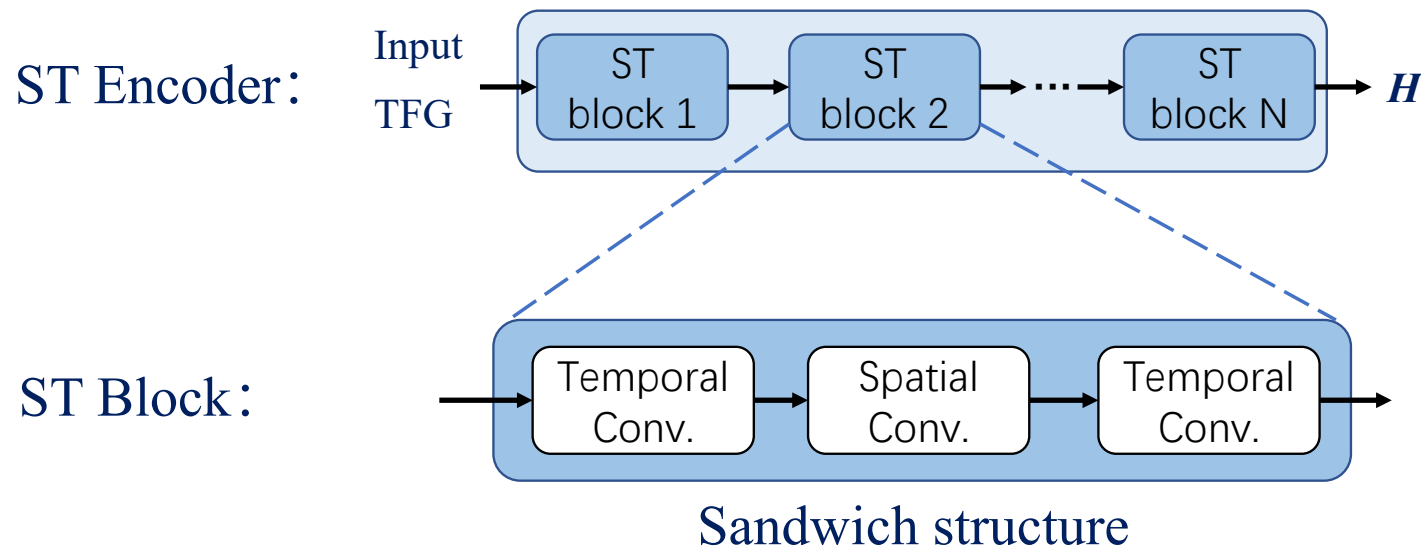 ST Encoder：
Input
TFG
ST
block 1
ST
block 2
ST
block N
H
ST Block：
Temporal
Conv.
Spatial
Conv.
Temporal
Conv.
Sandwich structure